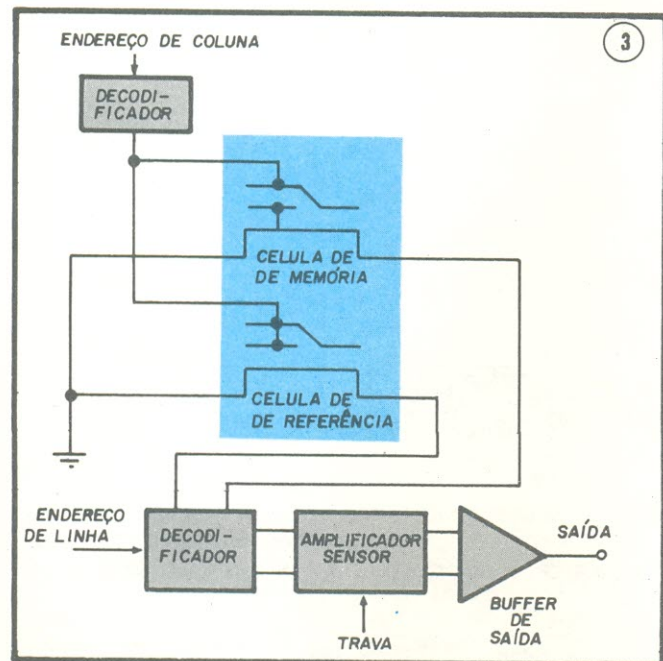 ENDEREÇO DE COLUNA
3
DECODI-
FICADOR
CELULA DE
DE MEMÓRIA
CELULA DE
DE REFERÊNCIA
ENDEREÇO
DE LINHA
DECODI-
FICADOR
AMPLIFICADOR
SENSOR
SAÍDA
BUFFER
DE
SAÍDA
TRAVA